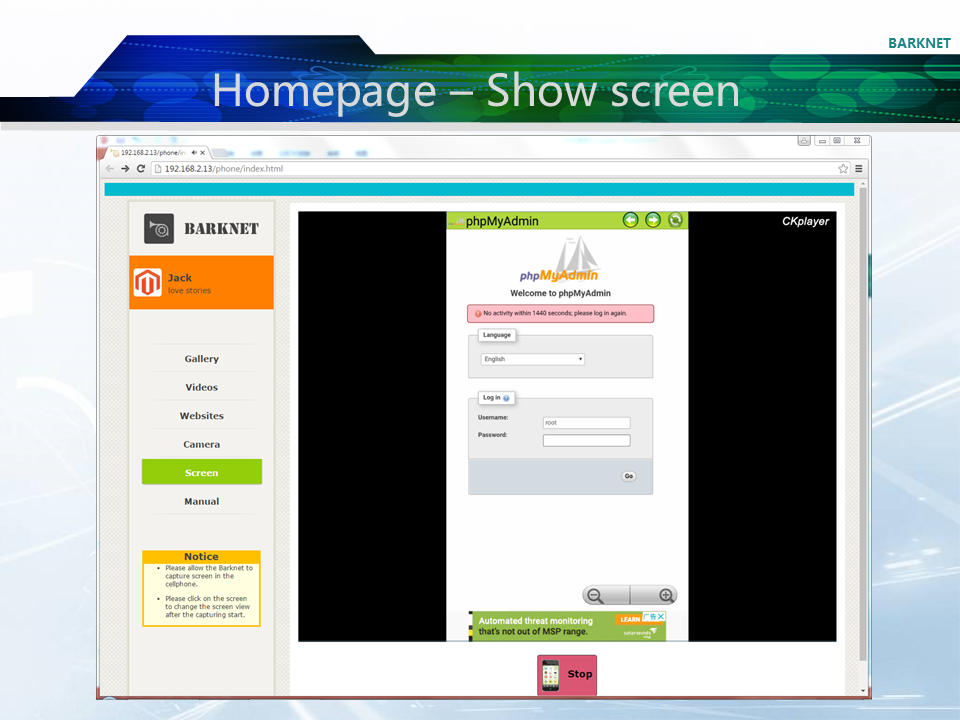 BARKNET
Homepage – Show screen
192.168.2.13/phone/in
192.168.2.13/phone/index.html
BARKNET
Jack
love stories
Gallery
Videos
Websites
Camera
Screen
Manual
Notice
• Please allow the Barknet to
capture screen in the
cellphone.
• Please click on the screen
to change the screen view
after the capturing start.
phpMyAdmin
CKplayer
phpMyAdmin
Welcome to phpMyAdmin
No activity within 1440 seconds; please log in again.
Language
English
Log in
Username:
root
Password:
Go
Automated threat monitoring
that's not out of MSP range.
LEARN
广告
Stop